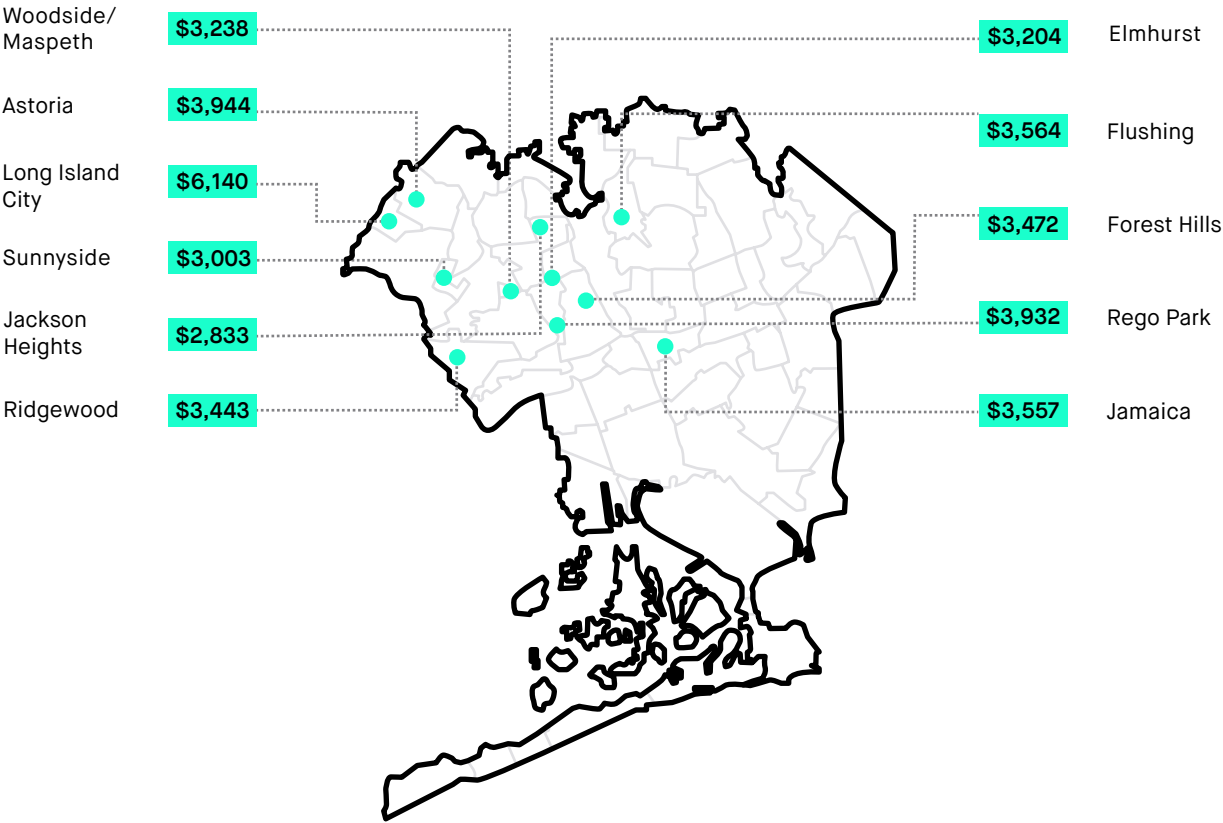 Woodside/
Maspeth
$3,238
Astoria
$3,944
Long Island
City
$6,140
Sunnyside
$3,003
Jackson
Heights
$2,833
Ridgewood
$3,443
$3,204
Elmhurst
$3,564
Flushing
$3,472
Forest Hills
$3,932
Rego Park
$3,557
Jamaica